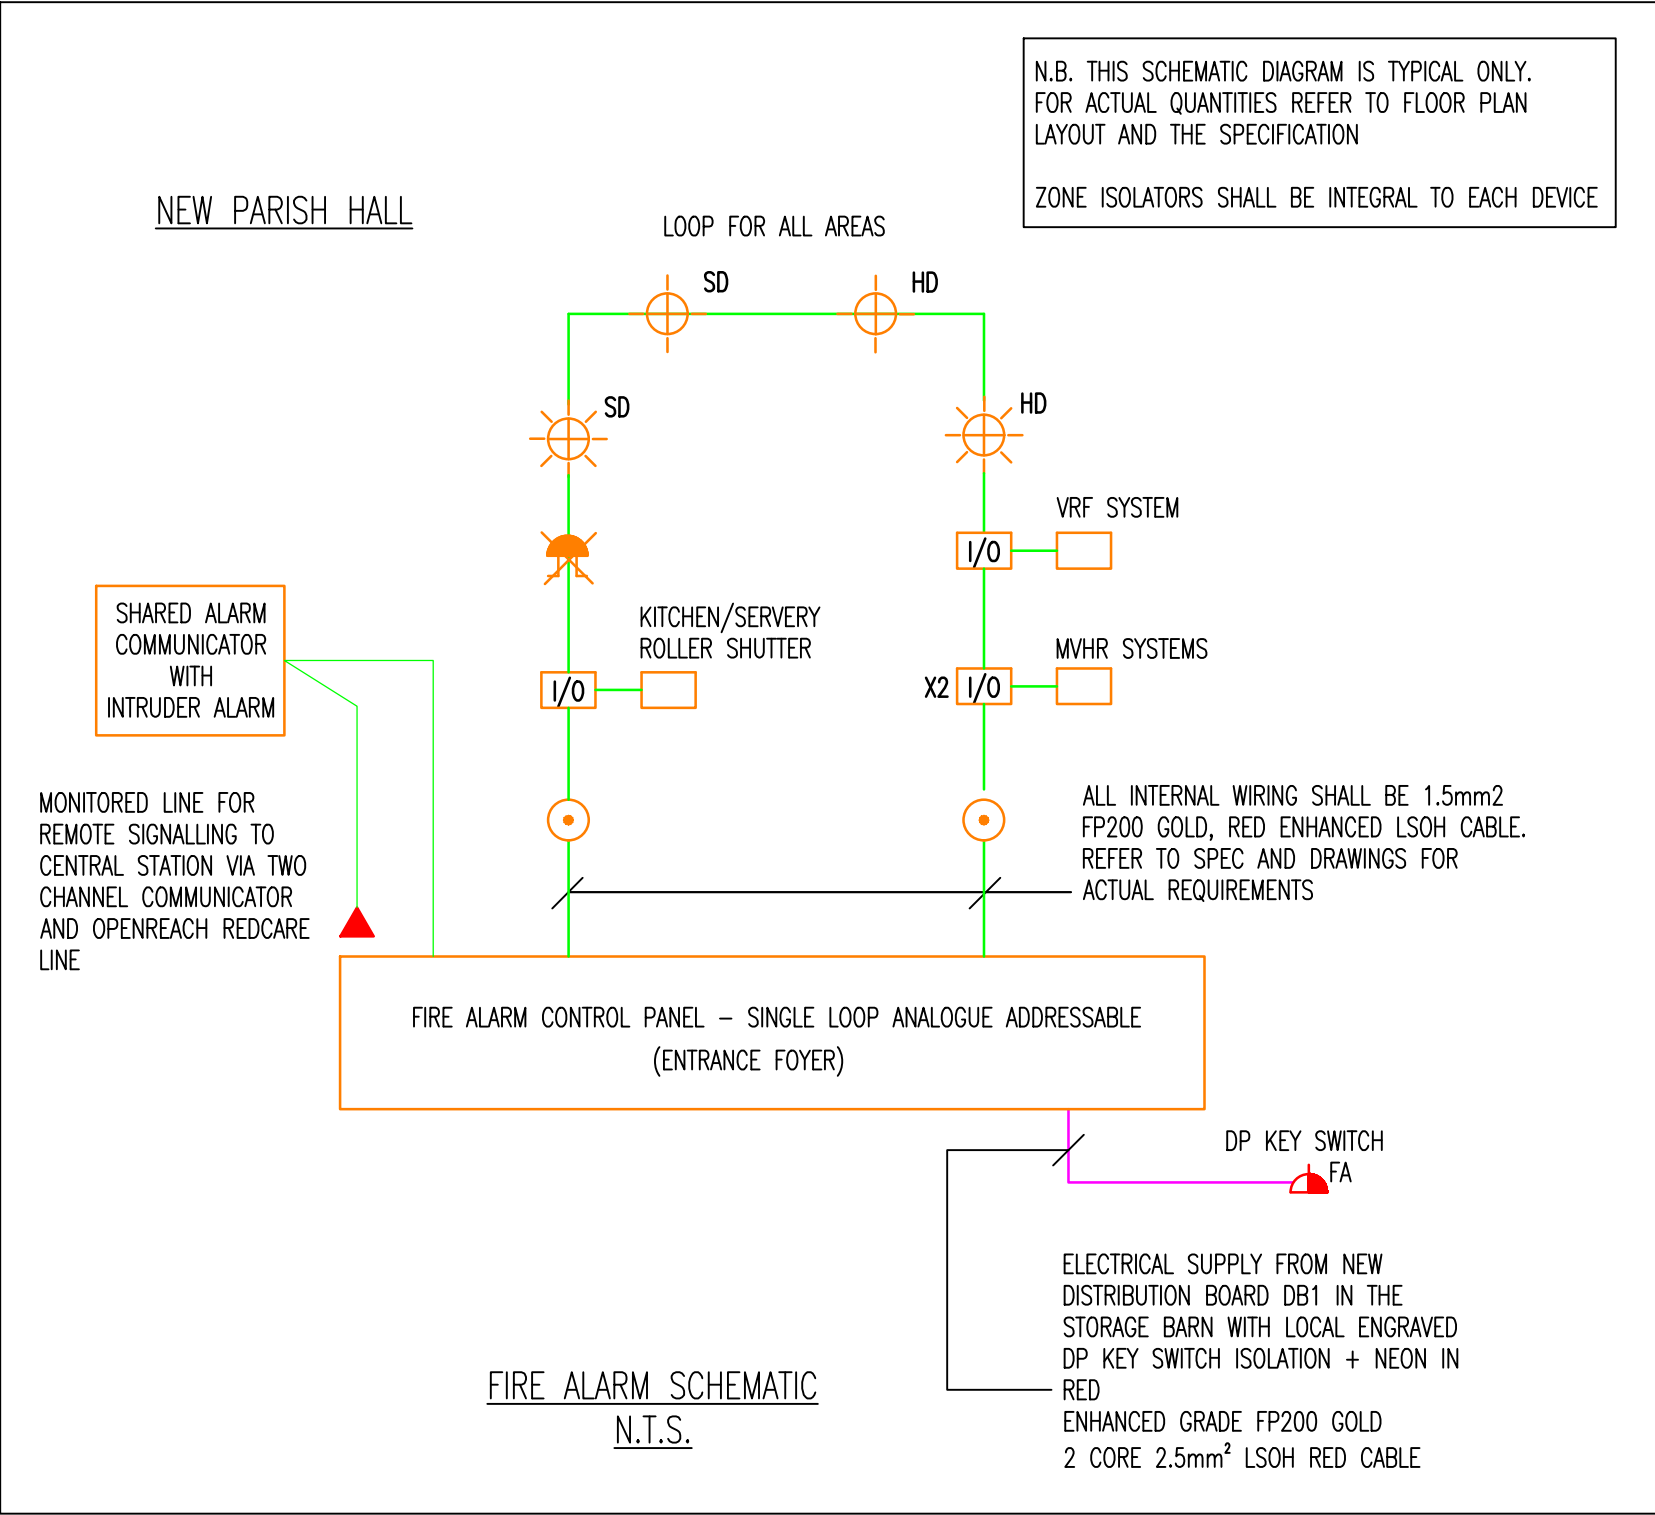 N.B. THIS SCHEMATIC DIAGRAM IS TYPICAL ONLY.
FOR ACTUAL QUANTITIES REFER TO FLOOR PLAN
LAYOUT AND THE SPECIFICATION
ZONE ISOLATORS SHALL BE INTEGRAL TO EACH DEVICE
NEW PARISH HALL
LOOP FOR ALL AREAS
SD
HD
SD
HD
VRF SYSTEM
I/O
KITCHEN/SERVERY
ROLLER SHUTTER
I/O
MVHR SYSTEMS
X2 I/O
SHARED ALARM
COMMUNICATOR
WITH
INTRUDER ALARM
MONITORED LINE FOR
REMOTE SIGNALLING TO
CENTRAL STATION VIA TWO
CHANNEL COMMUNICATOR
AND OPENREACH REDCARE
LINE
ALL INTERNAL WIRING SHALL BE 1.5mm2
FP200 GOLD, RED ENHANCED LSOH CABLE.
REFER TO SPEC AND DRAWINGS FOR
ACTUAL REQUIREMENTS
FIRE ALARM CONTROL PANEL – SINGLE LOOP ANALOGUE ADDRESSABLE
(ENTRANCE FOYER)
DP KEY SWITCH
FA
ELECTRICAL SUPPLY FROM NEW
DISTRIBUTION BOARD DB1 IN THE
STORAGE BARN WITH LOCAL ENGRAVED
DP KEY SWITCH ISOLATION + NEON IN
RED
ENHANCED GRADE FP200 GOLD
2 CORE 2.5mm² LSOH RED CABLE
FIRE ALARM SCHEMATIC
N.T.S.